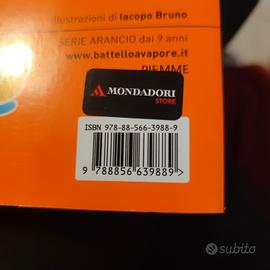 illustrazioni di Iacopo Bruno
SERIE ARANCIO dai 9 anni
www.battelloavapore.it
PIEMME
MONDADORI
STORE
ISBN 978-88-566-3988-9
9 788856 639889 >
subito